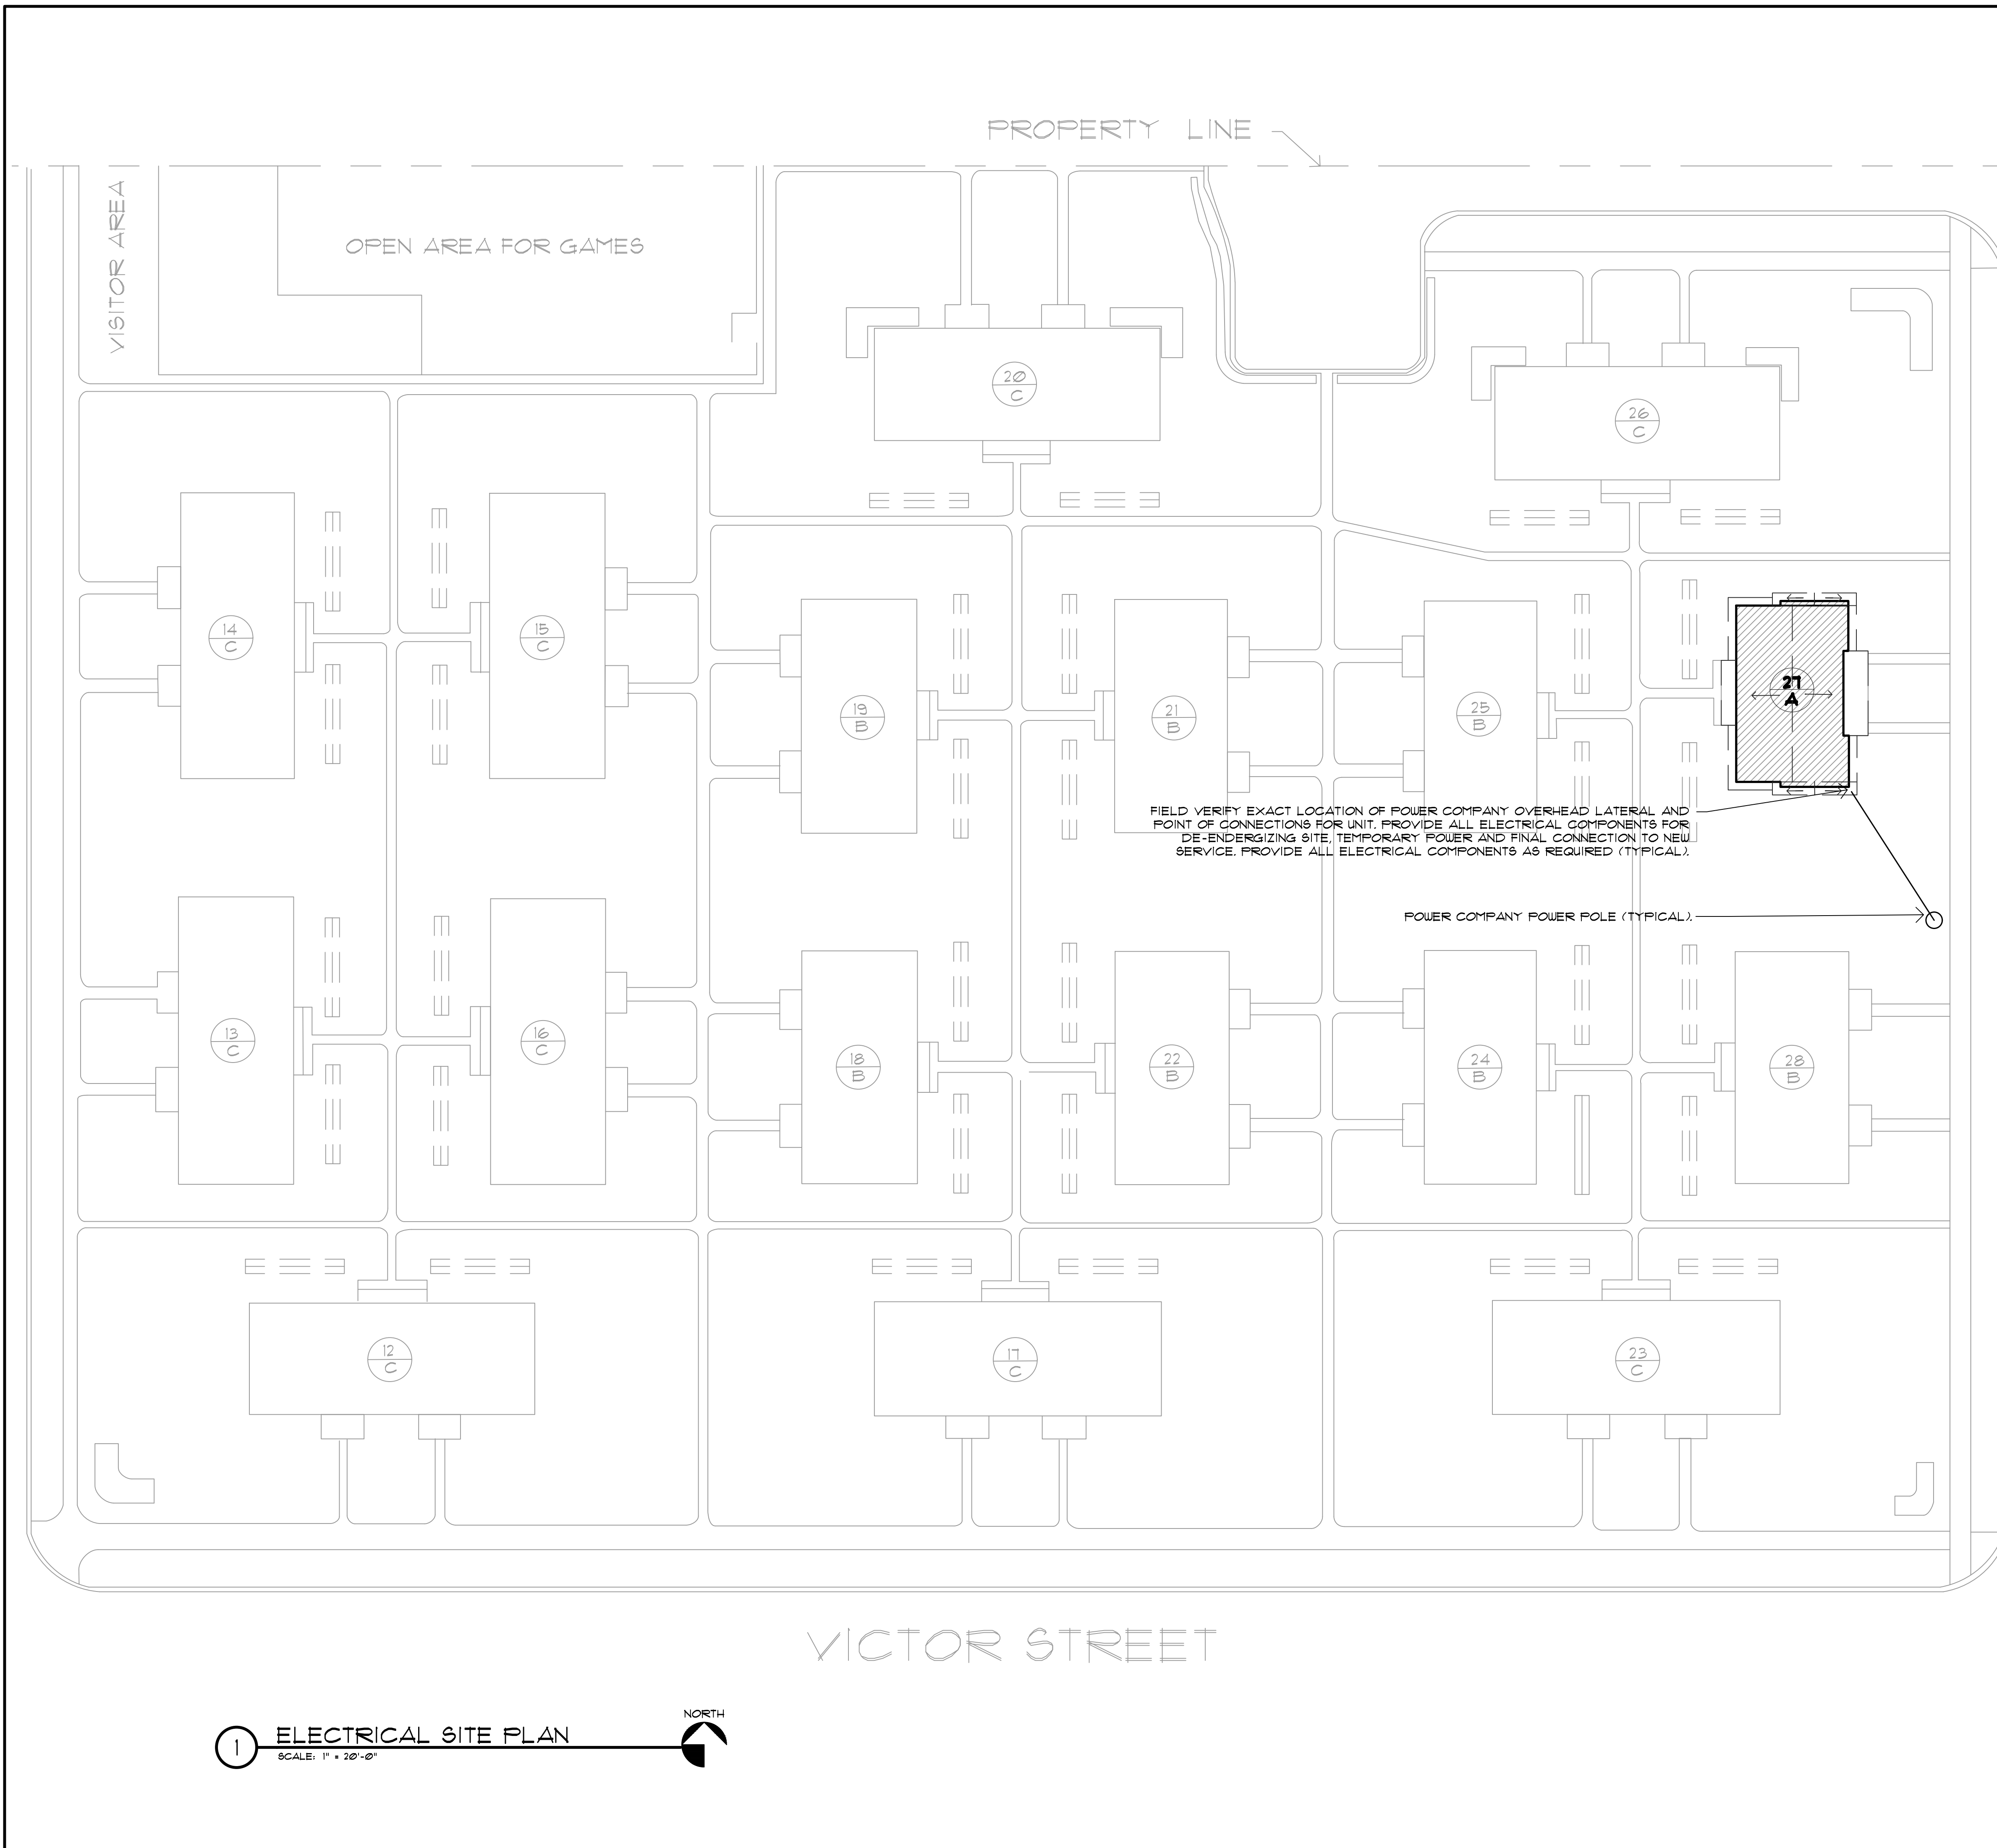 PROPERTY LINE
VISITOR AREA
OPEN AREA FOR GAMES
20
C
26
C
14
C
15
C
19
B
21
B
25
B
27
A
FIELD VERIFY EXACT LOCATION OF POWER COMPANY OVERHEAD LATERAL AND
POINT OF CONNECTIONS FOR UNIT. PROVIDE ALL ELECTRICAL COMPONENTS FOR
DE-ENDERGIZING SITE, TEMPORARY POWER AND FINAL CONNECTION TO NEW
SERVICE. PROVIDE ALL ELECTRICAL COMPONENTS AS REQUIRED (TYPICAL).
POWER COMPANY POWER POLE (TYPICAL).
13
C
16
C
18
B
22
B
24
B
28
B
12
C
17
C
23
C
VICTOR STREET
NORTH
1
ELECTRICAL SITE PLAN
SCALE: 1" = 20'-0"